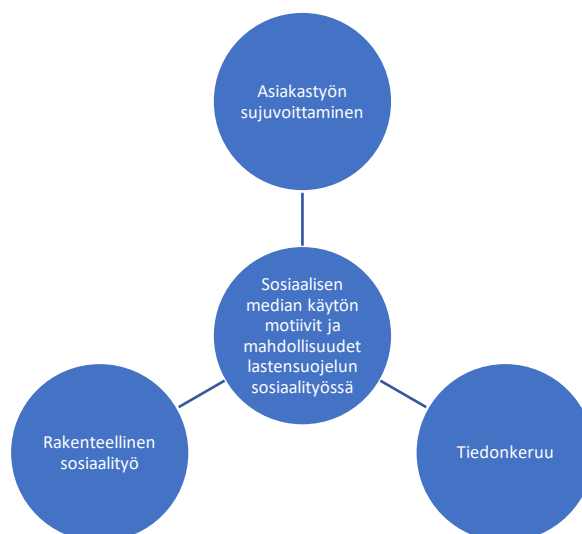 Asiakastyön
sujuvoittaminen
Sosiaalisen
median käytön
motiivit ja
mahdollisuudet
lastensuojelun
sosiaalityössä
Rakenteellinen
sosiaalityö
Tiedonkeruu